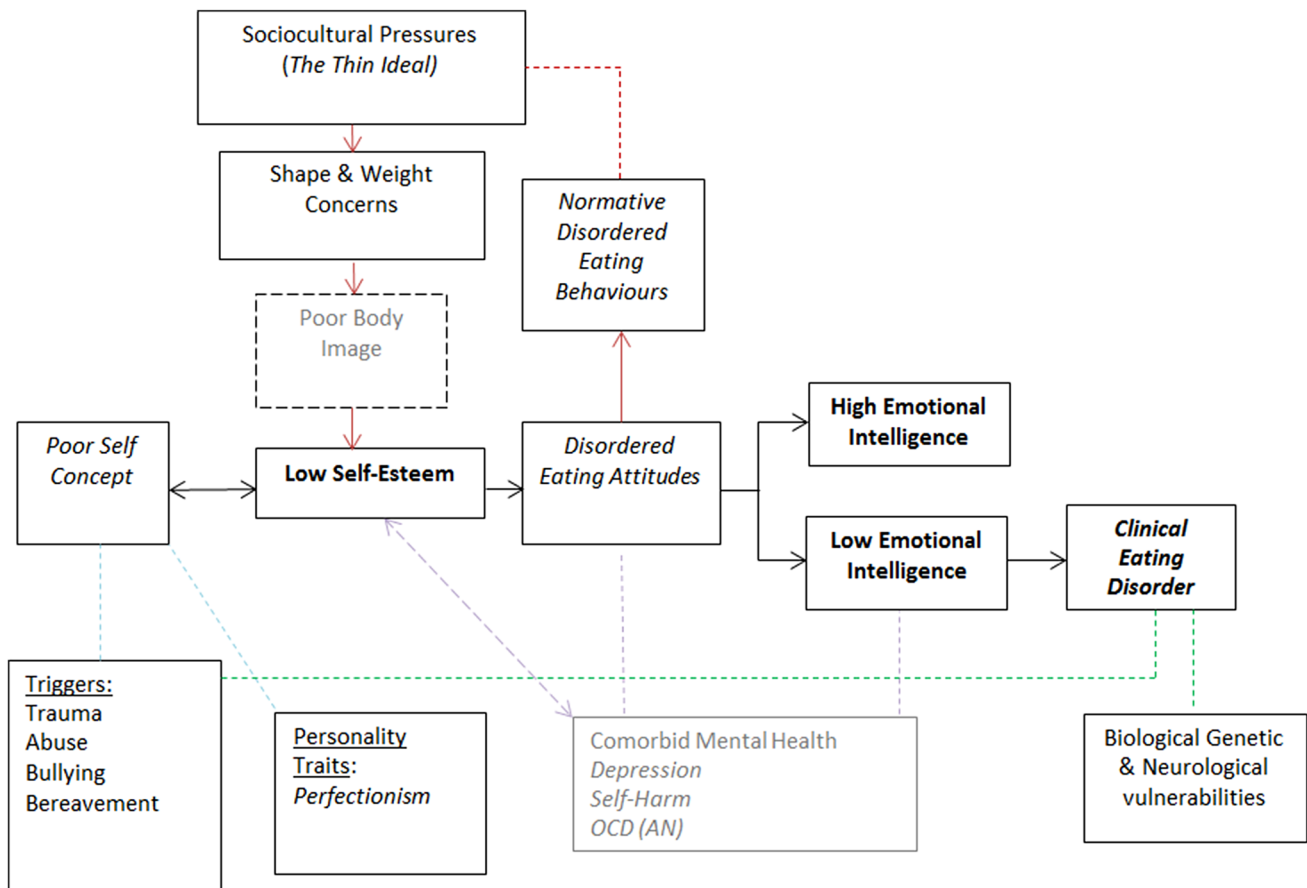 Sociocultural Pressures
(The Thin Ideal)
Shape & Weight
Concerns
Normative
Disordered
Eating
Behaviours
Poor Body
Image
High Emotional
Intelligence
Poor Self
Concept
Low Self-Esteem
Disordered
Eating Attitudes
Low Emotional
Intelligence
Clinical
Eating
Disorder
Triggers:
Trauma
Abuse
Bullying
Bereavement
Personality
Traits:
Perfectionism
Comorbid Mental Health
Depression
Self-Harm
OCD (AN)
Biological Genetic
& Neurological
vulnerabilities